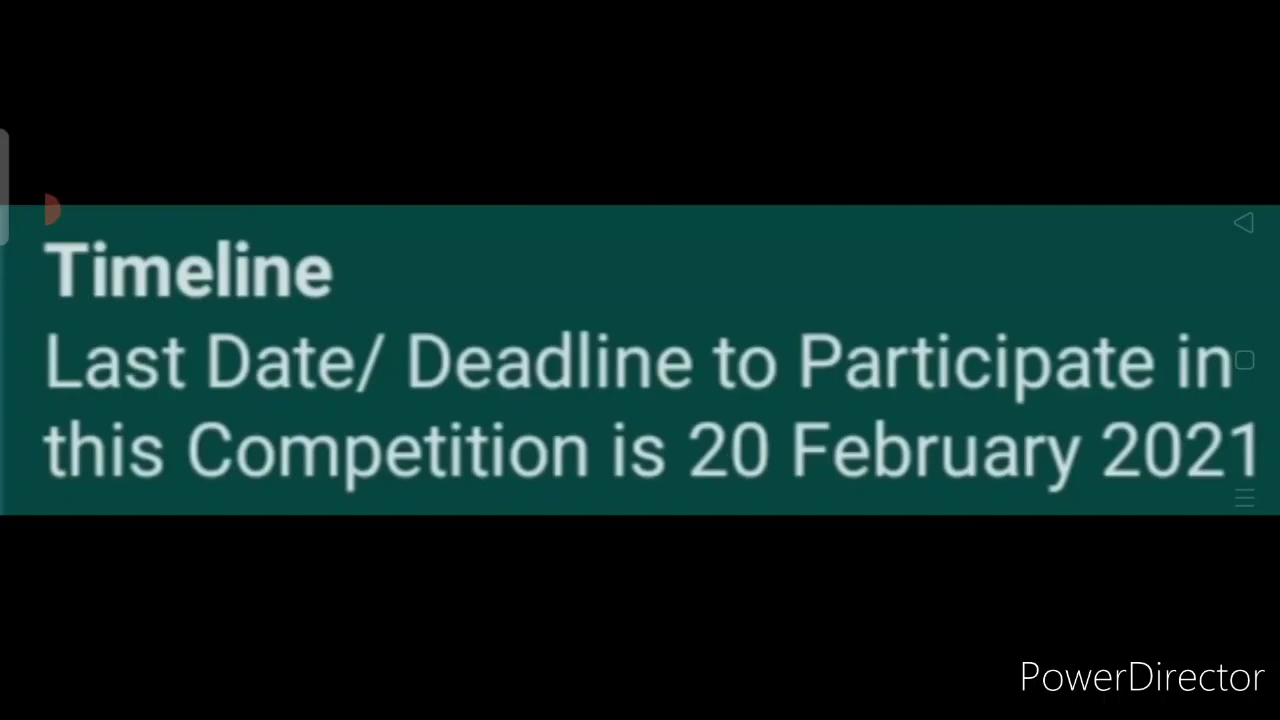 Timeline
Last Date/ Deadline to Participate in
this Competition is 20 February 2021
PowerDirector